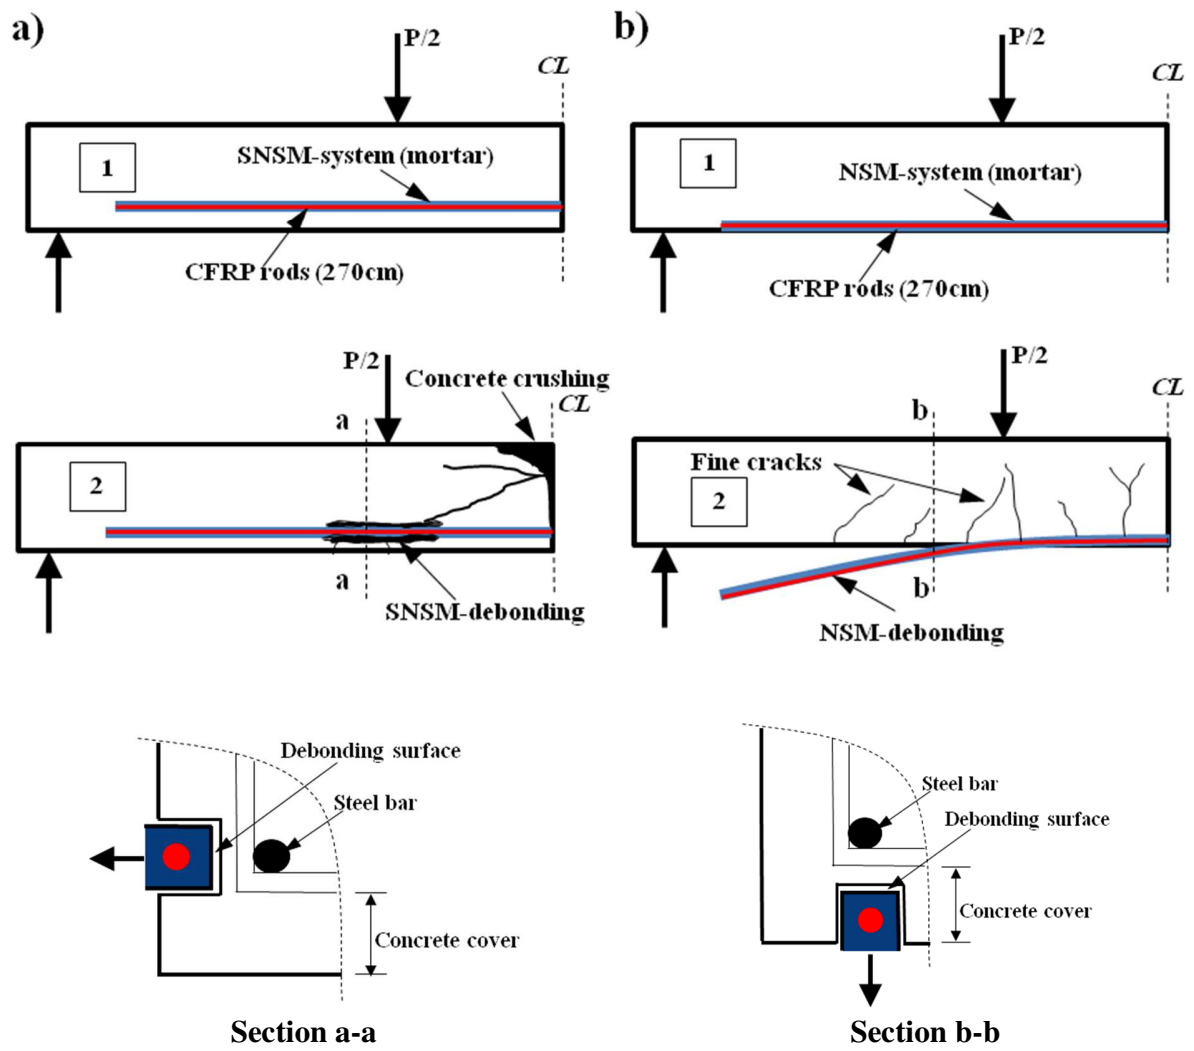 a)
P/2
CL
1
SNSM-system (mortar)
CFRP rods (270cm)
P/2
Concrete crushing
CL
a
2
a
SNSM-debonding
Debonding surface
Steel bar
Concrete cover
Section a-a
b)
P/2
CL
1
NSM-system (mortar)
CFRP rods (270cm)
P/2
CL
b
Fine cracks
2
b
NSM-debonding
Steel bar
Debonding surface
Concrete cover
Section b-b